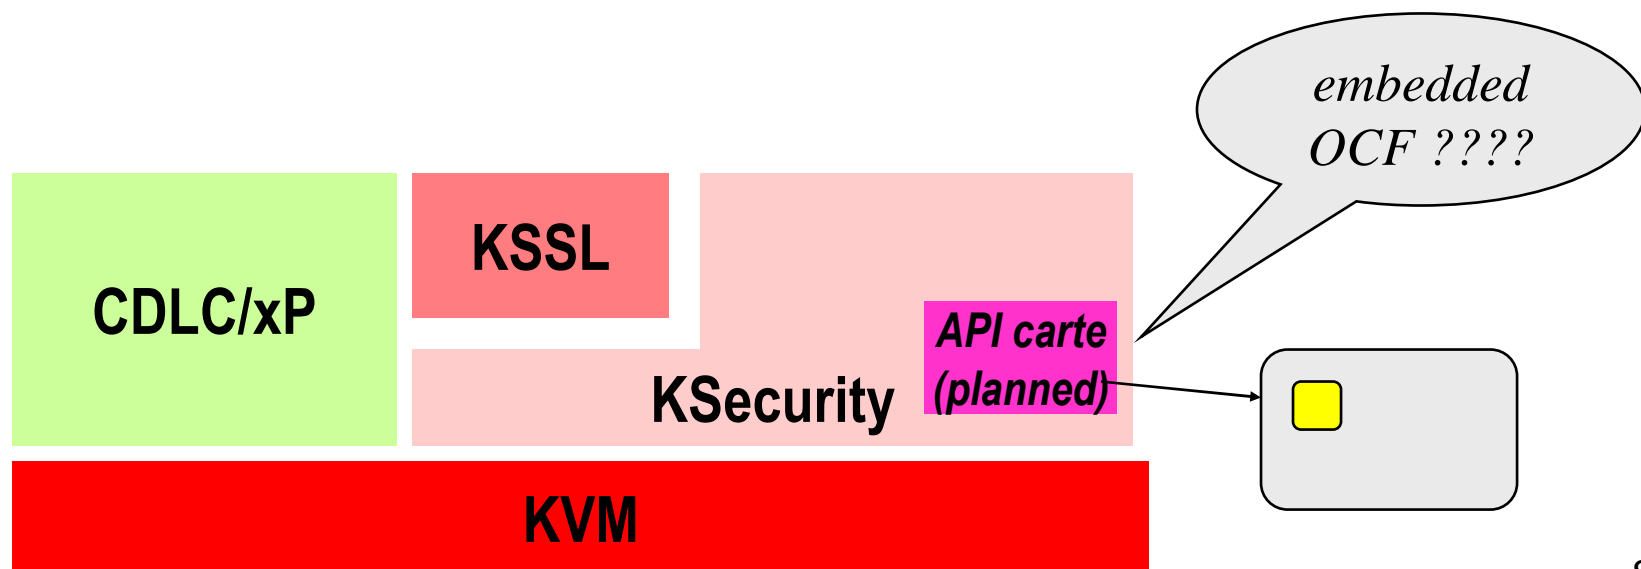 embedded
OCF ????
KSSL
CDLC/xP
API carte
(planned)
KSecurity
KVM